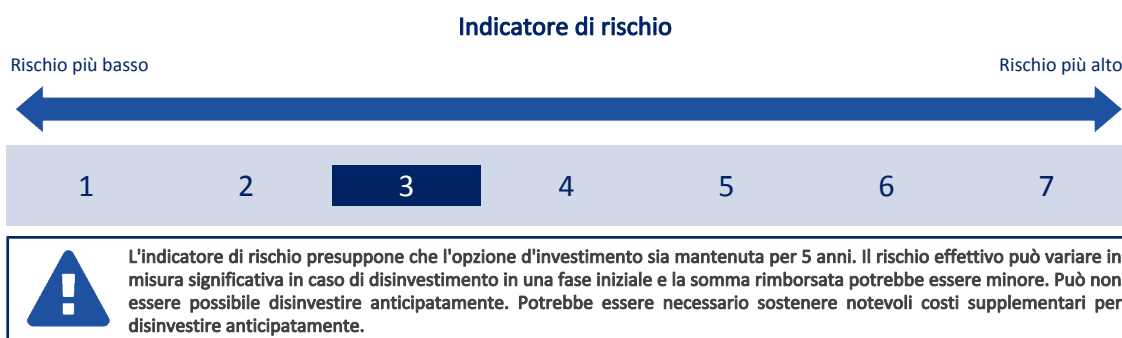 Indicatore di rischio
Rischio più basso
Rischio più alto
1 2 3 4 5 6 7
L'indicatore di rischio presuppone che l'opzione d'investimento sia mantenuta per 5 anni. Il rischio effettivo può variare in
misura significativa in caso di disinvestimento in una fase iniziale e la somma rimborsata potrebbe essere minore. Può non
essere possibile disinvestire anticipatamente. Potrebbe essere necessario sostenere notevoli costi supplementari per
disinvestire anticipatamente.